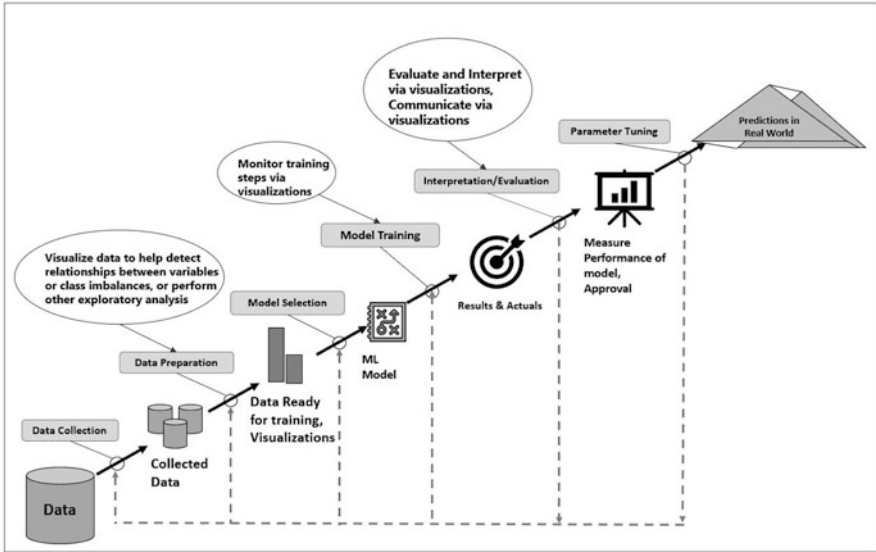 Evaluate and Interpret
via visualizations,
Communicate via
visualizations
Parameter Tuning
Predictions in
Real World
Monitor training
steps via
visualizations
Interpretation/Evaluation
Model Training
Measure
Performance of
model,
Approval
Visualize data to help detect
relationships between variables
or class imbalances, or perform
other exploratory analysis
Model Selection
Results & Actuals
Data Preparation
ML
Model
Data Ready
for training,
Visualizations
Data Collection
Collected
Data
Data